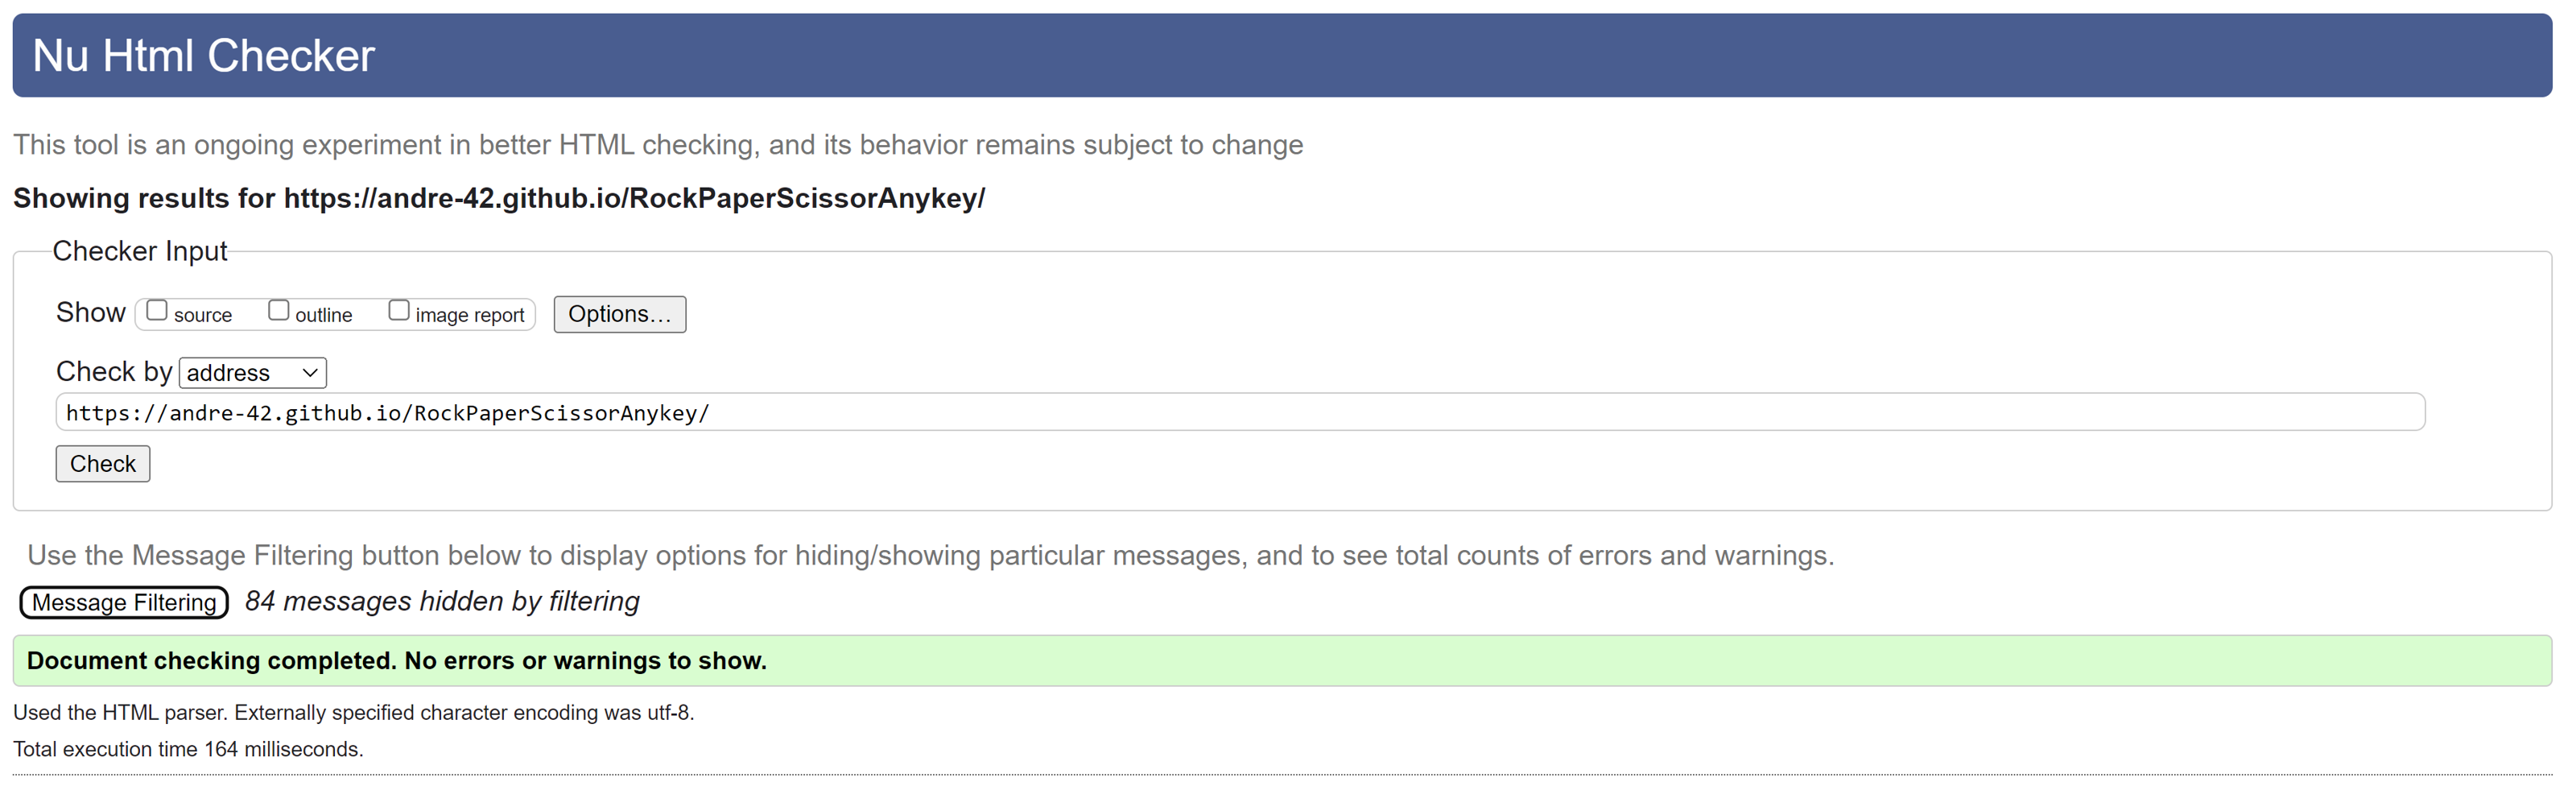 Nu Html Checker
This tool is an ongoing experiment in better HTML checking, and its behavior remains subject to change
Showing results for https://andre-42.github.io/RockPaperScissorAnykey/
Checker Input
Show source outline image report Options...
Check by address
https://andre-42.github.io/RockPaperScissorAnykey/
Check
Use the Message Filtering button below to display options for hiding/showing particular messages, and to see total counts of errors and warnings.
Message Filtering 84 messages hidden by filtering
Document checking completed. No errors or warnings to show.
Used the HTML parser. Externally specified character encoding was utf-8.
Total execution time 164 milliseconds.